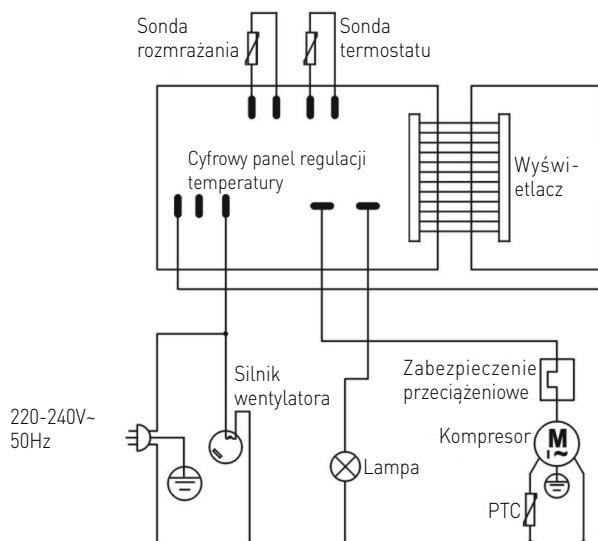 Sonda
rozmrażania
Sonda
termostatu
Cyfrowy panel regulacji
temperatury
Wyświ-
etlacz
Silnik
wentylatora
Zabezpieczenie
przeciążeniowe
220-240V~
50Hz
Kompresor
M
I ~
Lampa
PTC